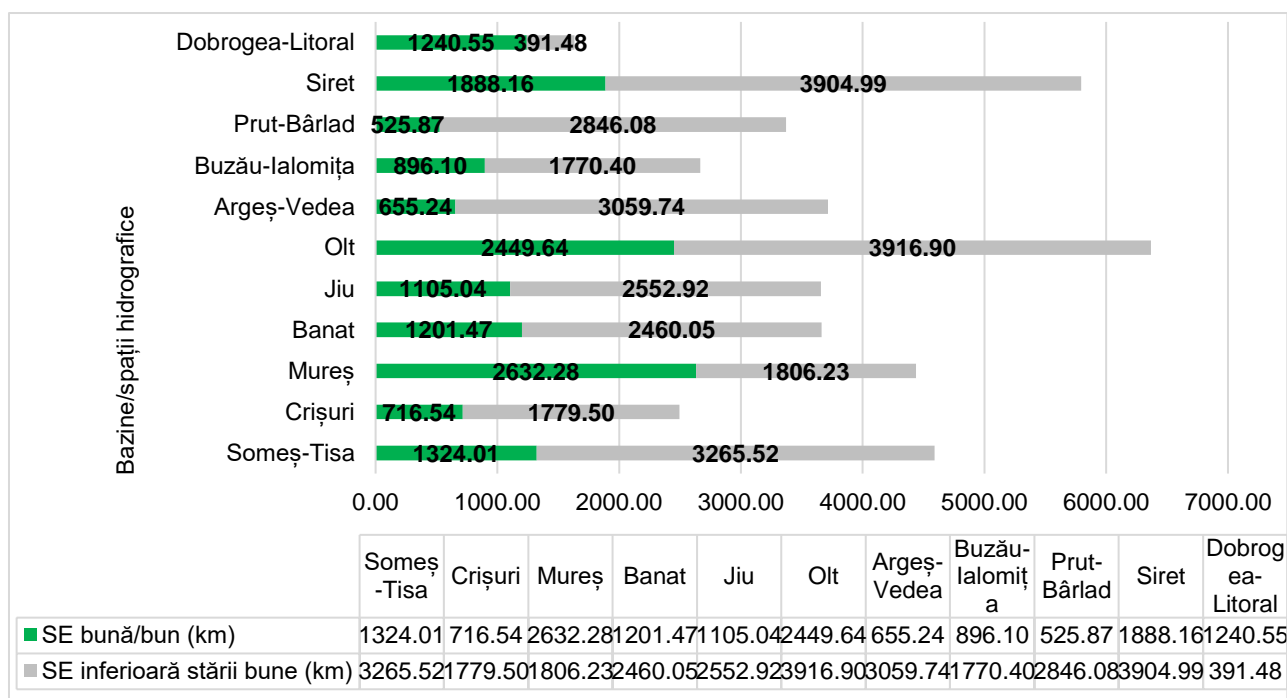 Bazine/spații hidrografice
Dobrogea-Litoral 1240.55 391.48
Siret 1888.16 3904.99
Prut-Bârlad 525.87 2846.08
Buzău-Ialomița 896.10 1770.40
Argeș-Vedea 655.24 3059.74
Olt 2449.64 3916.90
Jiu 1105.04 2552.92
Banat 1201.47 2460.05
Mureș 2632.28 1806.23
Crișuri 716.54 1779.50
Someș-Tisa 1324.01 3265.52
0.00 1000.00 2000.00 3000.00 4000.00 5000.00 6000.00 7000.00
Someș
-Tisa
Crișuri
Mureș
Banat
Jiu
Olt
Argeș-
Vedea
Buzău-
Ialomiț
a
Prut-
Bârlad
Siret
Dobrog
ea-
Litoral
SE bună/bun (km) 1324.01 716.54 2632.28 1201.47 1105.04 2449.64 655.24 896.10 525.87 1888.16 1240.55
SE inferioară stării bune (km) 3265.52 1779.50 1806.23 2460.05 2552.92 3916.90 3059.74 1770.40 2846.08 3904.99 391.48